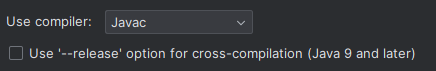 Use compiler: Javac
Use '--release' option for cross-compilation (Java 9 and later)